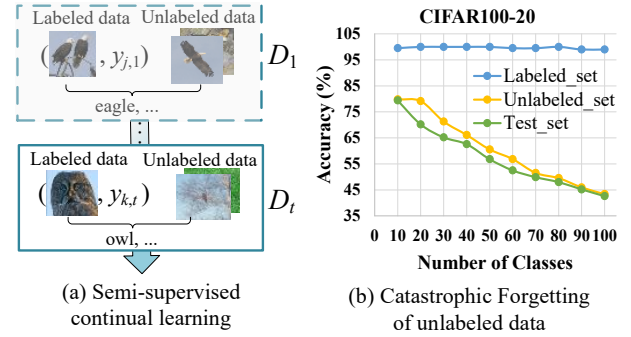 Labeled data Unlabeled data
( , y_{j,1})
D_1
eagle, ...
⋮
Labeled data Unlabeled data
( , y_{k,t})
D_t
owl, ...
(a) Semi-supervised
continual learning
CIFAR100-20
Accuracy (%)
95
85
75
65
55
45
35
Labeled_set
Unlabeled_set
Test_set
0 10 20 30 40 50 60 70 80 90 100
Number of Classes
(b) Catastrophic Forgetting
of unlabeled data